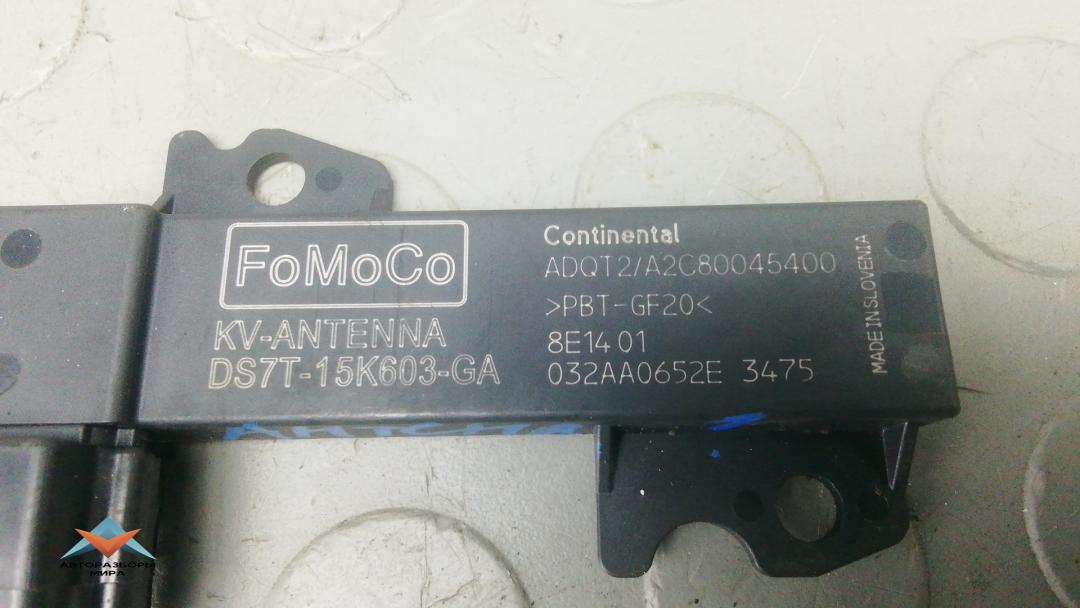 FoMoCo
KV-ANTENNA
DS7T-15K603-GA
Continental
ADQT2/A2C80045400
>PBT-GF20<
8E14 01
032AA0652E 3475
MADE IN SLOVENIA
АВТОРАЗБОРЫ
МИРА